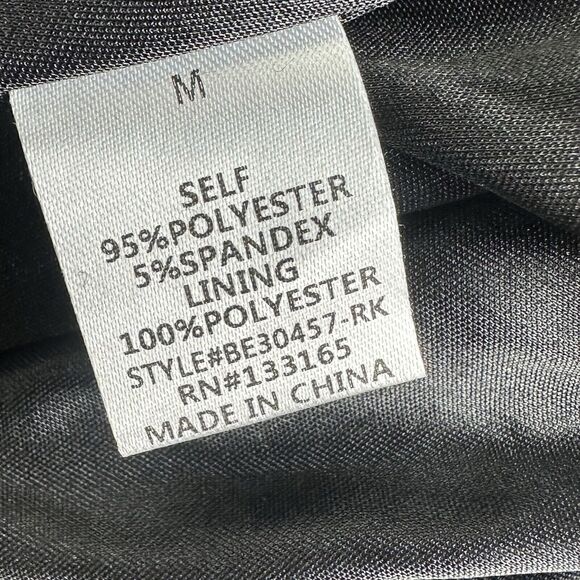 M
SELF
95%POLYESTER
5%SPANDEX
LINING
100%POLYESTER
STYLE#BE30457-RK
RN#133165
MADE IN CHINA